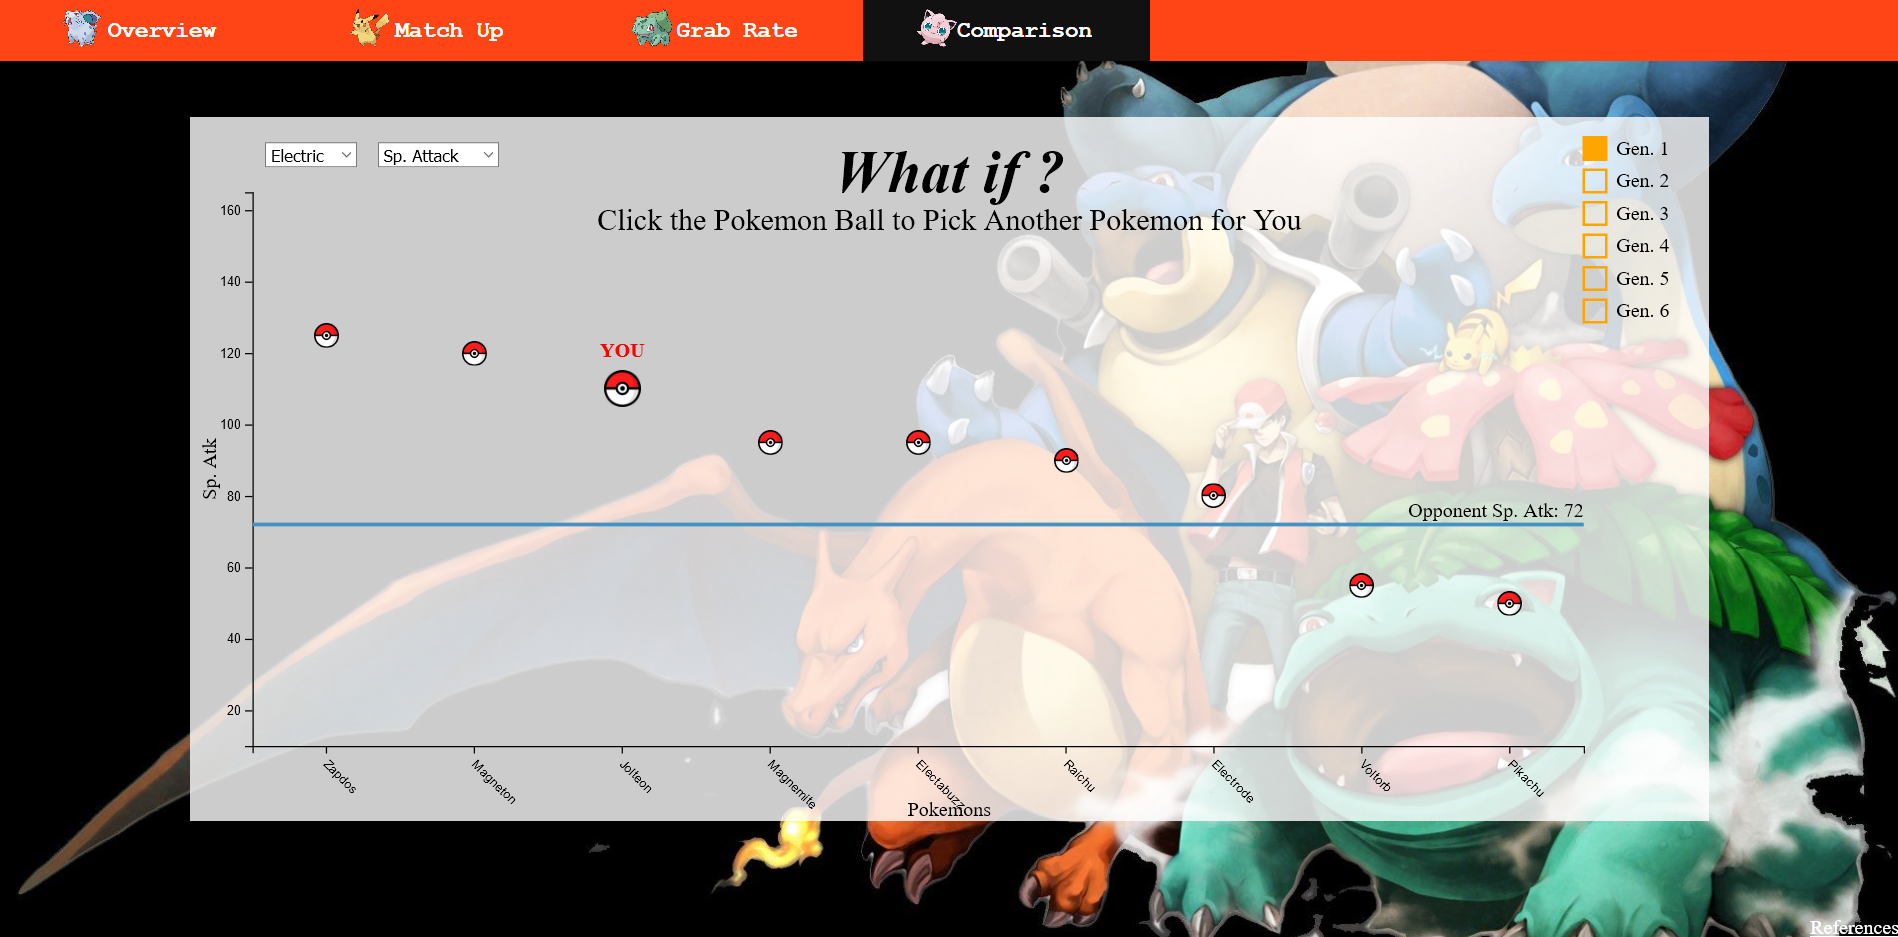 Overview Match Up Grab Rate Comparison
Electric Sp. Attack
What if ?
Click the Pokemon Ball to Pick Another Pokemon for You
Gen. 1
Gen. 2
Gen. 3
Gen. 4
Gen. 5
Gen. 6
160
140
120
100
80
60
40
20
Sp. Atk
YOU
Opponent Sp. Atk: 72
Zapdos Magneton Jolteon Magnemite Electabuzz Raichu Electrode Voltorb Pikachu
Pokemons
References